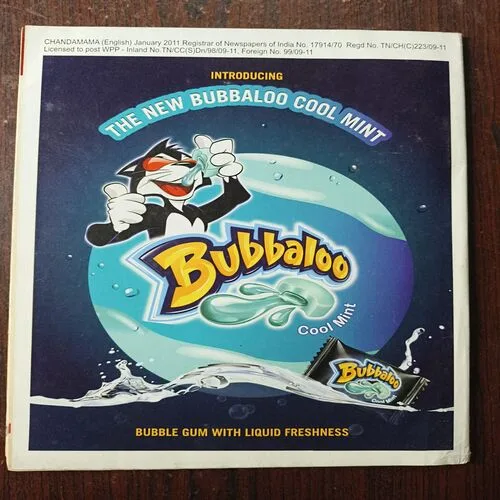 CHANDAMAMA (English) January 2011 Registrar of Newspapers of India No. 17914/70 Regd No. TN/CH(C)223/09-11
Licensed to post WPP - Inland No.TN/CC(S)Dn/98/09-11, Foreign No. 99/09-11
INTRODUCING
THE NEW BUBBALOO COOL MINT
Bubbaloo
Cool Mint
Bubbaloo
Cool Mint
BUBBLE GUM WITH LIQUID FRESHNESS